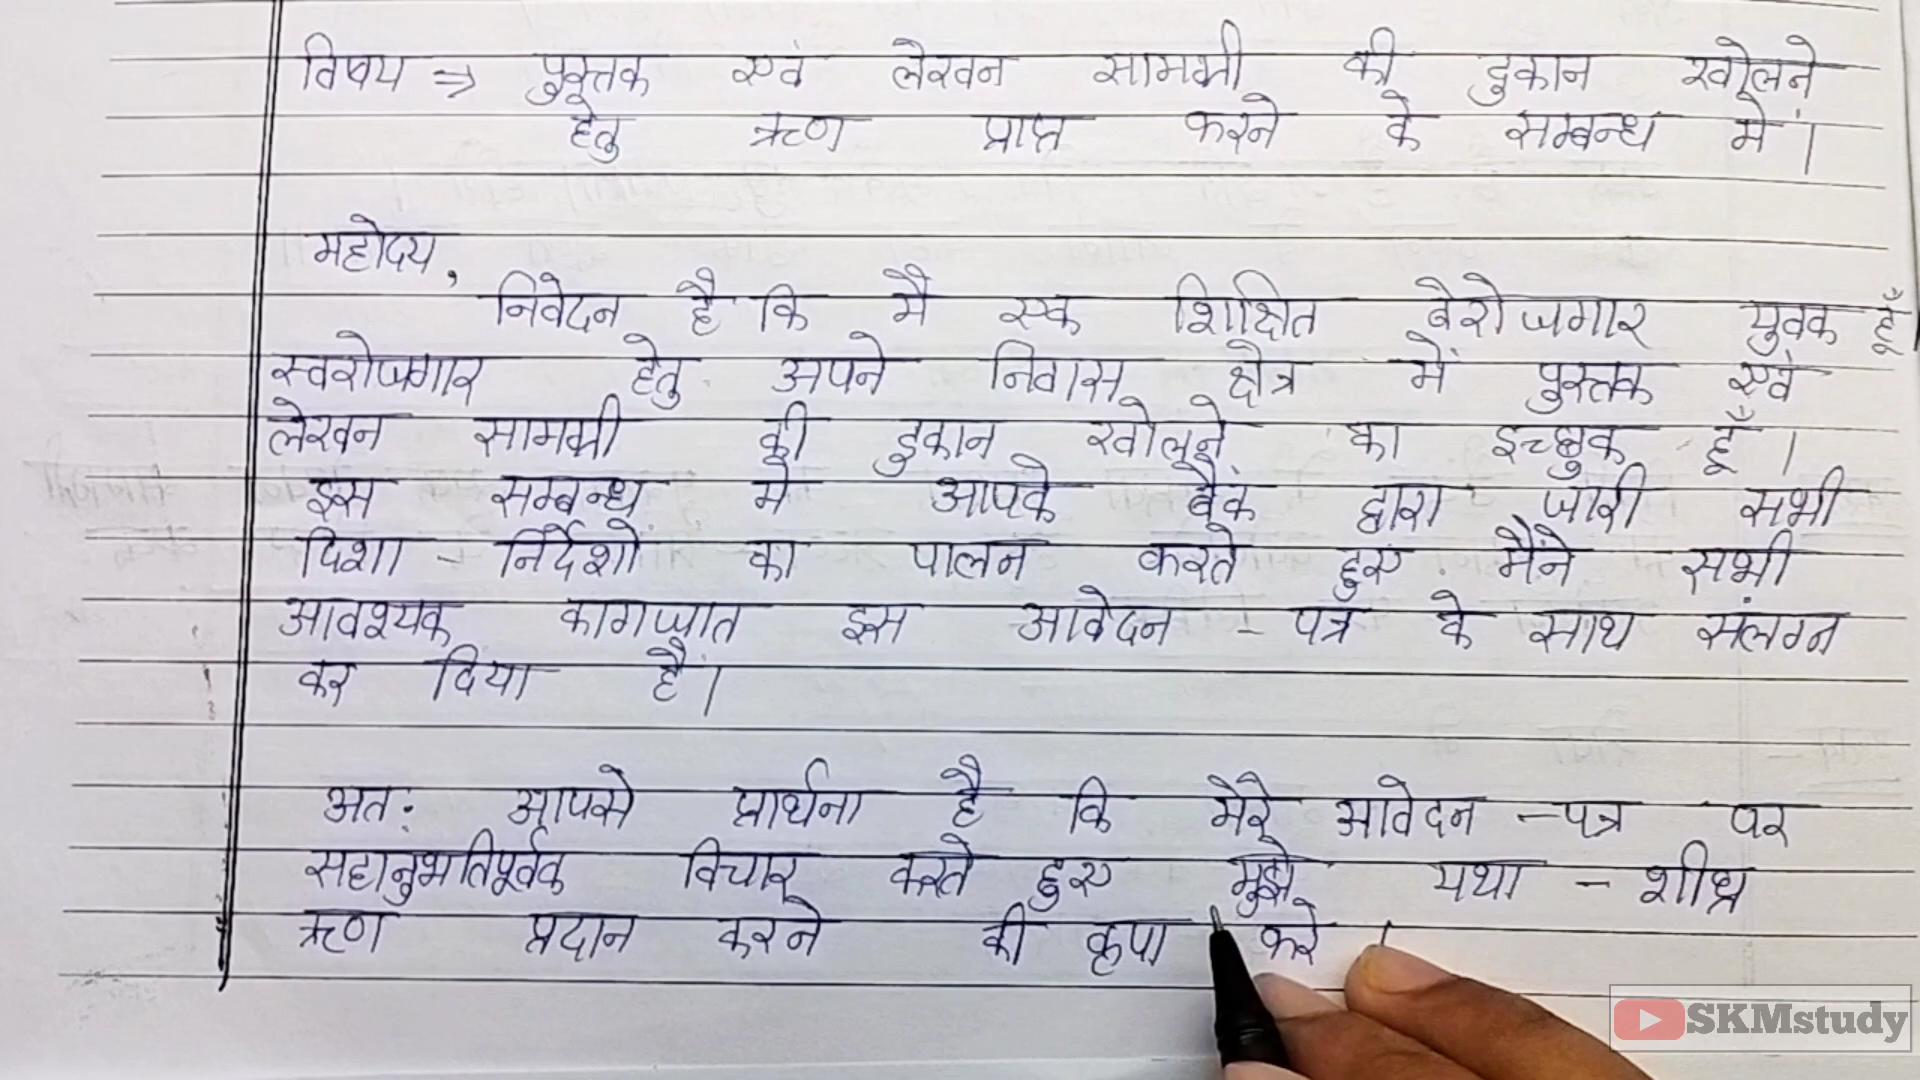 विषय => पुस्तक एवं लेखन सामग्री की दुकान खोलने
हेतु ऋण प्राप्त करने के सम्बन्ध में।
महोदय,
निवेदन है कि मैं एक शिक्षित बेरोजगार युवक हूँ।
स्वरोजगार हेतु अपने निवास क्षेत्र में पुस्तक एवं
लेखन सामग्री की दुकान खोलने का इच्छुक हूँ।
इस सम्बन्ध में आपके बैंक द्वारा जारी सभी
दिशा - निर्देशों का पालन करते हुए मैंने सभी
आवश्यक कागजात इस आवेदन - पत्र के साथ संलग्न
कर दिया है।
अत: आपसे प्रार्थना है कि मेरे आवेदन - पत्र पर
सहानुभतिपूर्वक विचार करते हुए मुझे यथा - शीघ्र
ऋण प्रदान करने की कृपा करे।
SKMstudy